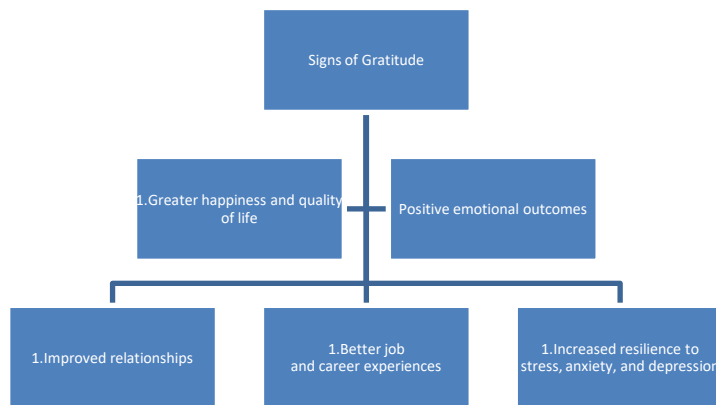 Signs of Gratitude
1.Greater happiness and quality
of life
Positive emotional outcomes
1.Improved relationships
1.Better job
and career experiences
1.Increased resilience to
stress, anxiety, and depression